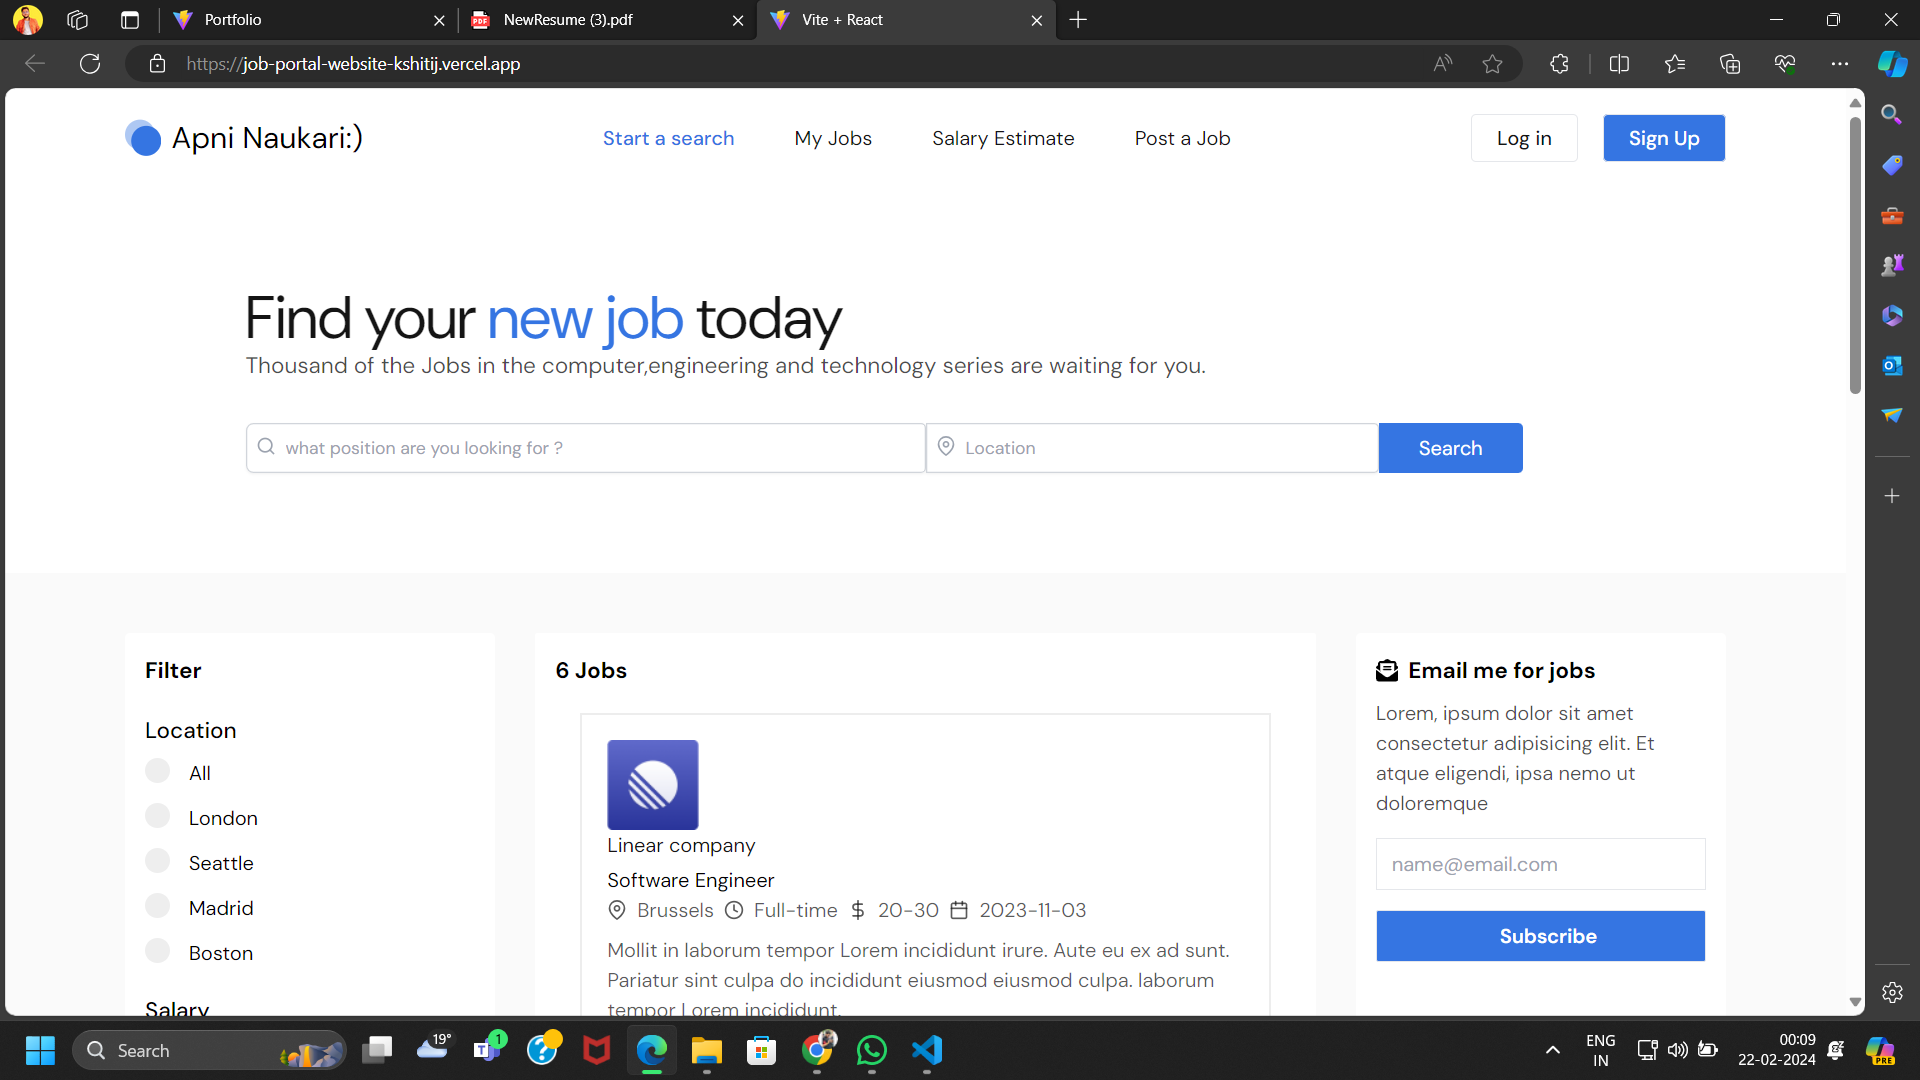 Portfolio
NewResume (3).pdf
Vite + React
https://job-portal-website-kshitij.vercel.app
Apni Naukari:)
Start a search
My Jobs
Salary Estimate
Post a Job
Log in
Sign Up
Find your new job today
Thousand of the Jobs in the computer,engineering and technology series are waiting for you.
what position are you looking for ?
Location
Search
Filter
Location
All
London
Seattle
Madrid
Boston
Salary
6 Jobs
Linear company
Software Engineer
Brussels Full-time $ 20-30 2023-11-03
Mollit in laborum tempor Lorem incididunt irure. Aute eu ex ad sunt.
Pariatur sint culpa do incididunt eiusmod eiusmod culpa. laborum
tempor Lorem incididunt.
Email me for jobs
Lorem, ipsum dolor sit amet
consectetur adipisicing elit. Et
atque eligendi, ipsa nemo ut
doloremque
name@email.com
Subscribe
Search
19°
1
ENG
IN
00:09
22-02-2024
PRE